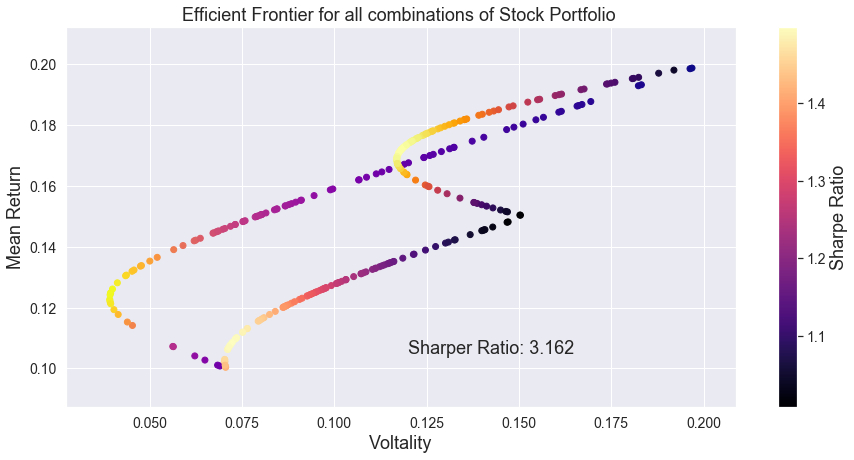 Efficient Frontier for all combinations of Stock Portfolio
Mean Return
0.20
0.18
0.16
0.14
0.12
0.10
Sharper Ratio: 3.162
0.050 0.075 0.100 0.125 0.150 0.175 0.200
Voltality
1.4
1.3
1.2
1.1
Sharpe Ratio